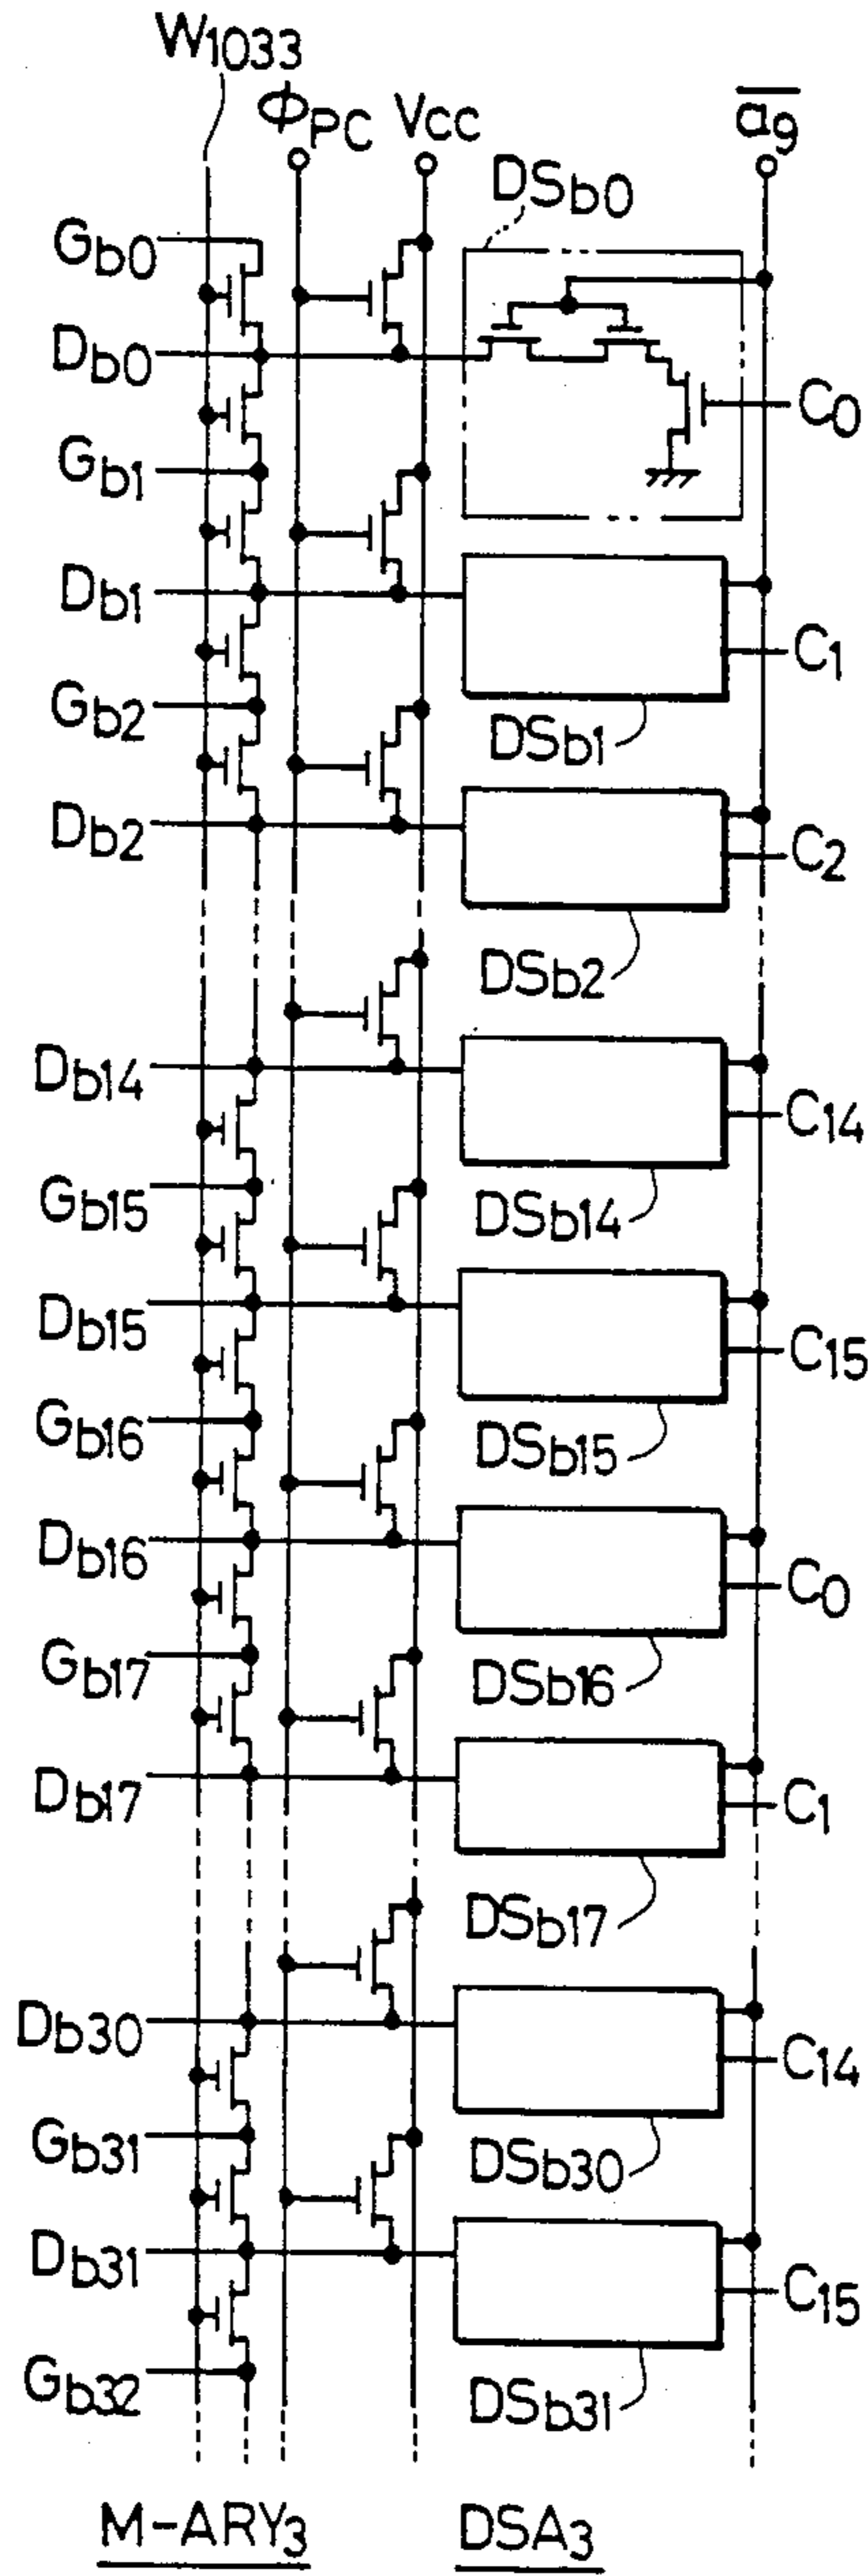 W1033
ϕPC
VCC
a̅9̅
DSb0
Gb0
Db0
C0
Gb1
Db1
C1
Gb2
DSb1
Db2
C2
DSb2
Db14
C14
Gb15
DSb14
Db15
C15
Gb16
DSb15
Db16
C0
Gb17
DSb16
Db17
C1
DSb17
Db30
C14
Gb31
DSb30
Db31
C15
Gb32
DSb31
M-ARY3
DSA3